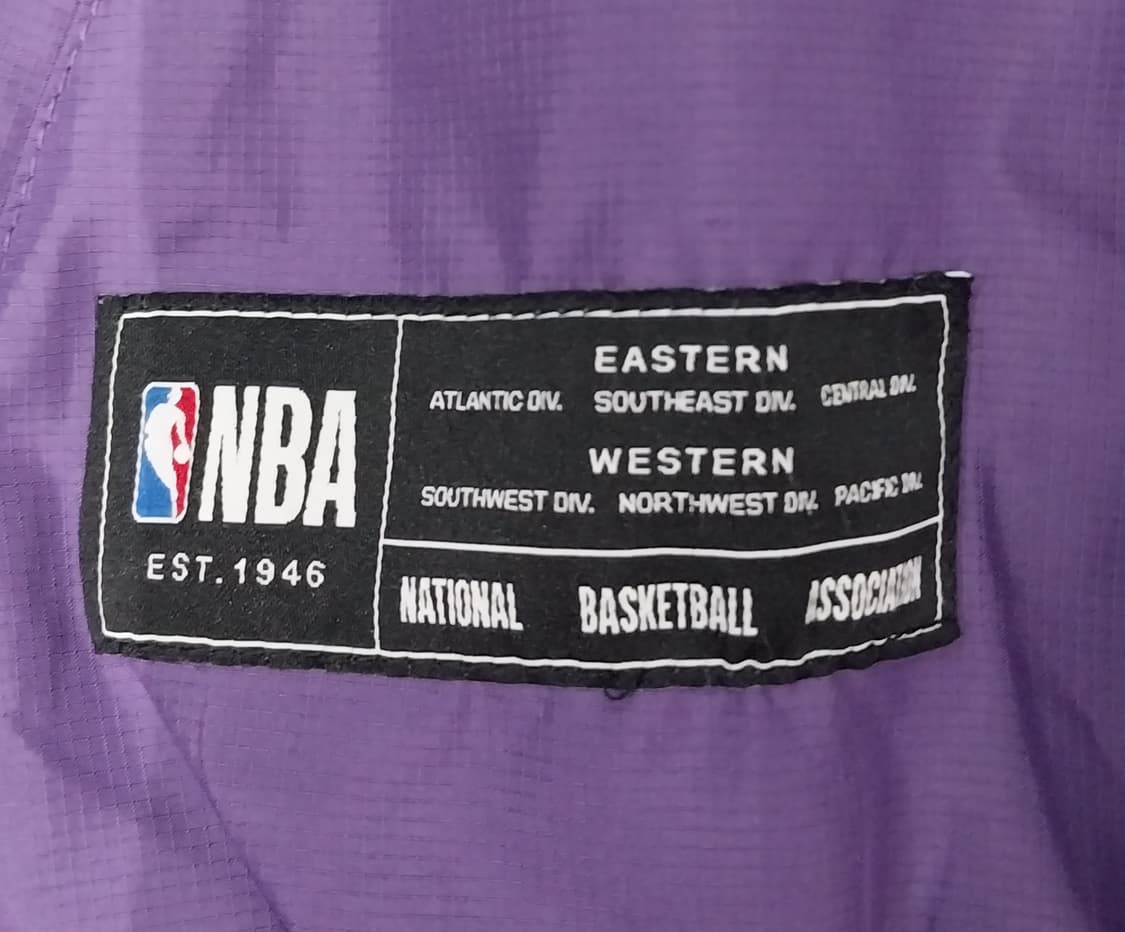 NBA
EST. 1946
EASTERN
ATLANTIC DIV. SOUTHEAST DIV. CENTRAL DIV.
WESTERN
SOUTHWEST DIV. NORTHWEST DIV. PACIFIC DIV.
NATIONAL BASKETBALL ASSOCIATION